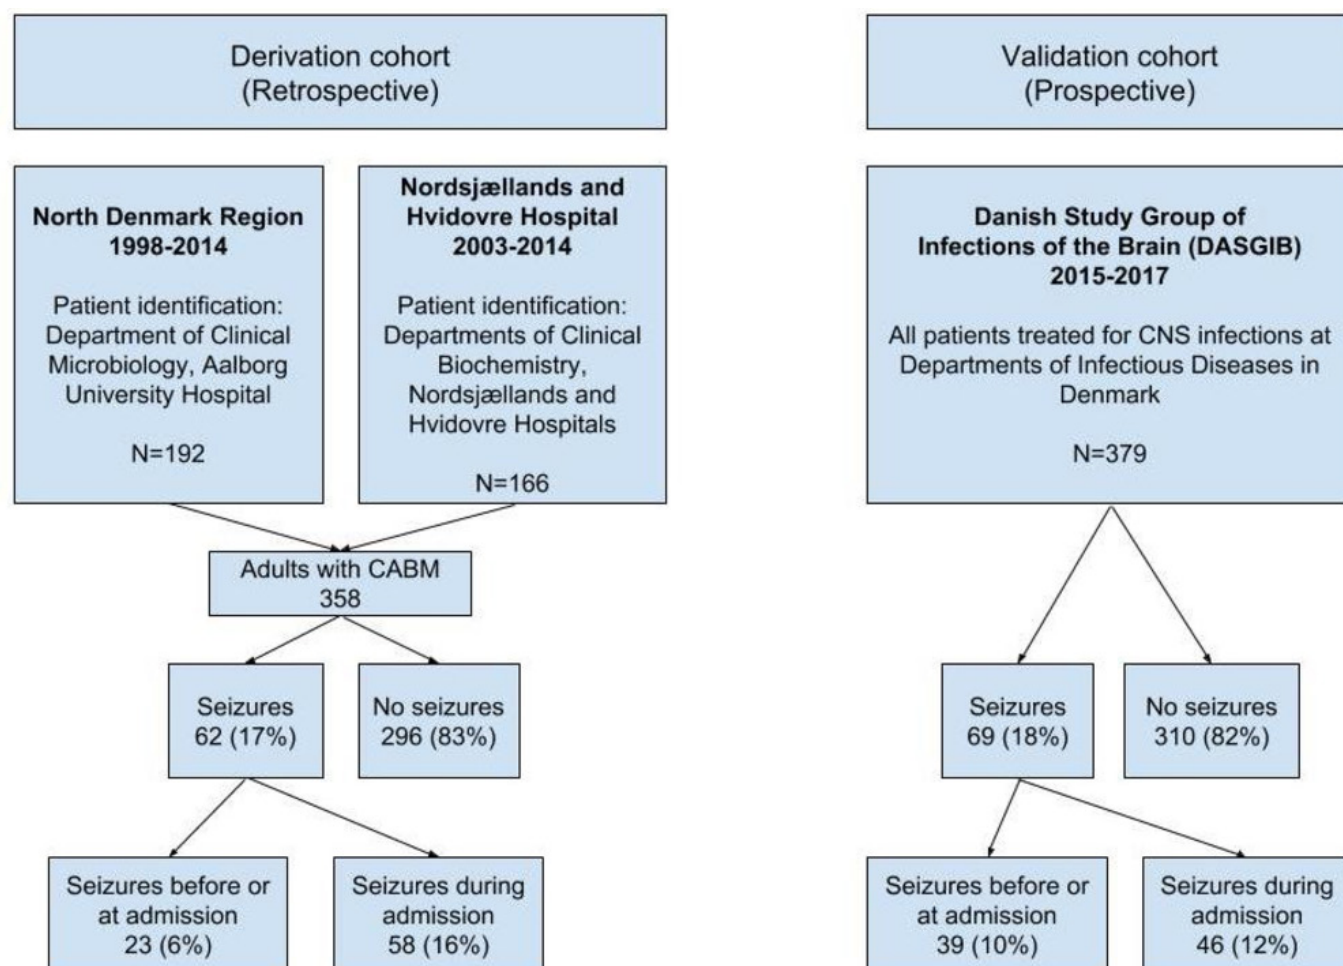 Derivation cohort
(Retrospective)
Validation cohort
(Prospective)
North Denmark Region
1998-2014
Patient identification:
Department of Clinical
Microbiology, Aalborg
University Hospital
N=192
Nordsjællands and
Hvidovre Hospital
2003-2014
Patient identification:
Departments of Clinical
Biochemistry,
Nordsjællands and
Hvidovre Hospitals
N=166
Danish Study Group of
Infections of the Brain (DASGIB)
2015-2017
All patients treated for CNS infections at
Departments of Infectious Diseases in
Denmark
N=379
Adults with CABM
358
Seizures
62 (17%)
No seizures
296 (83%)
Seizures
69 (18%)
No seizures
310 (82%)
Seizures before or
at admission
23 (6%)
Seizures during
admission
58 (16%)
Seizures before or
at admission
39 (10%)
Seizures during
admission
46 (12%)